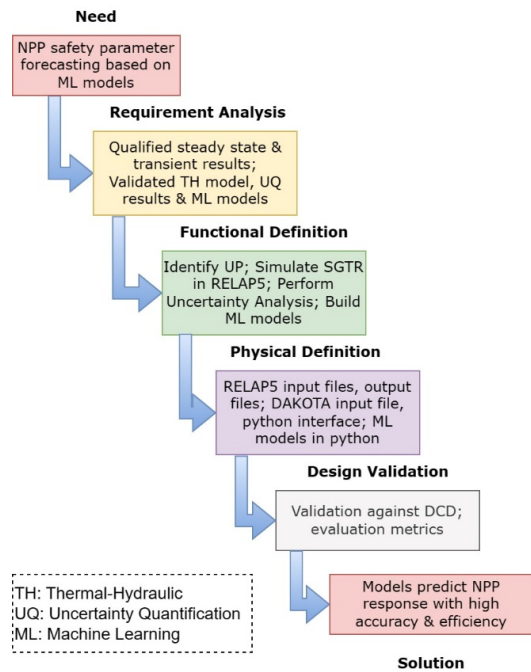 Need
NPP safety parameter
forecasting based on
ML models
Requirement Analysis
Qualified steady state &
transient results;
Validated TH model, UQ
results & ML models
Functional Definition
Identify UP; Simulate SGTR
in RELAP5; Perform
Uncertainty Analysis; Build
ML models
Physical Definition
RELAP5 input files, output
files; DAKOTA input file,
python interface; ML
models in python
Design Validation
Validation against DCD;
evaluation metrics
Models predict NPP
response with high
accuracy & efficiency
Solution
TH: Thermal-Hydraulic
UQ: Uncertainty Quantification
ML: Machine Learning